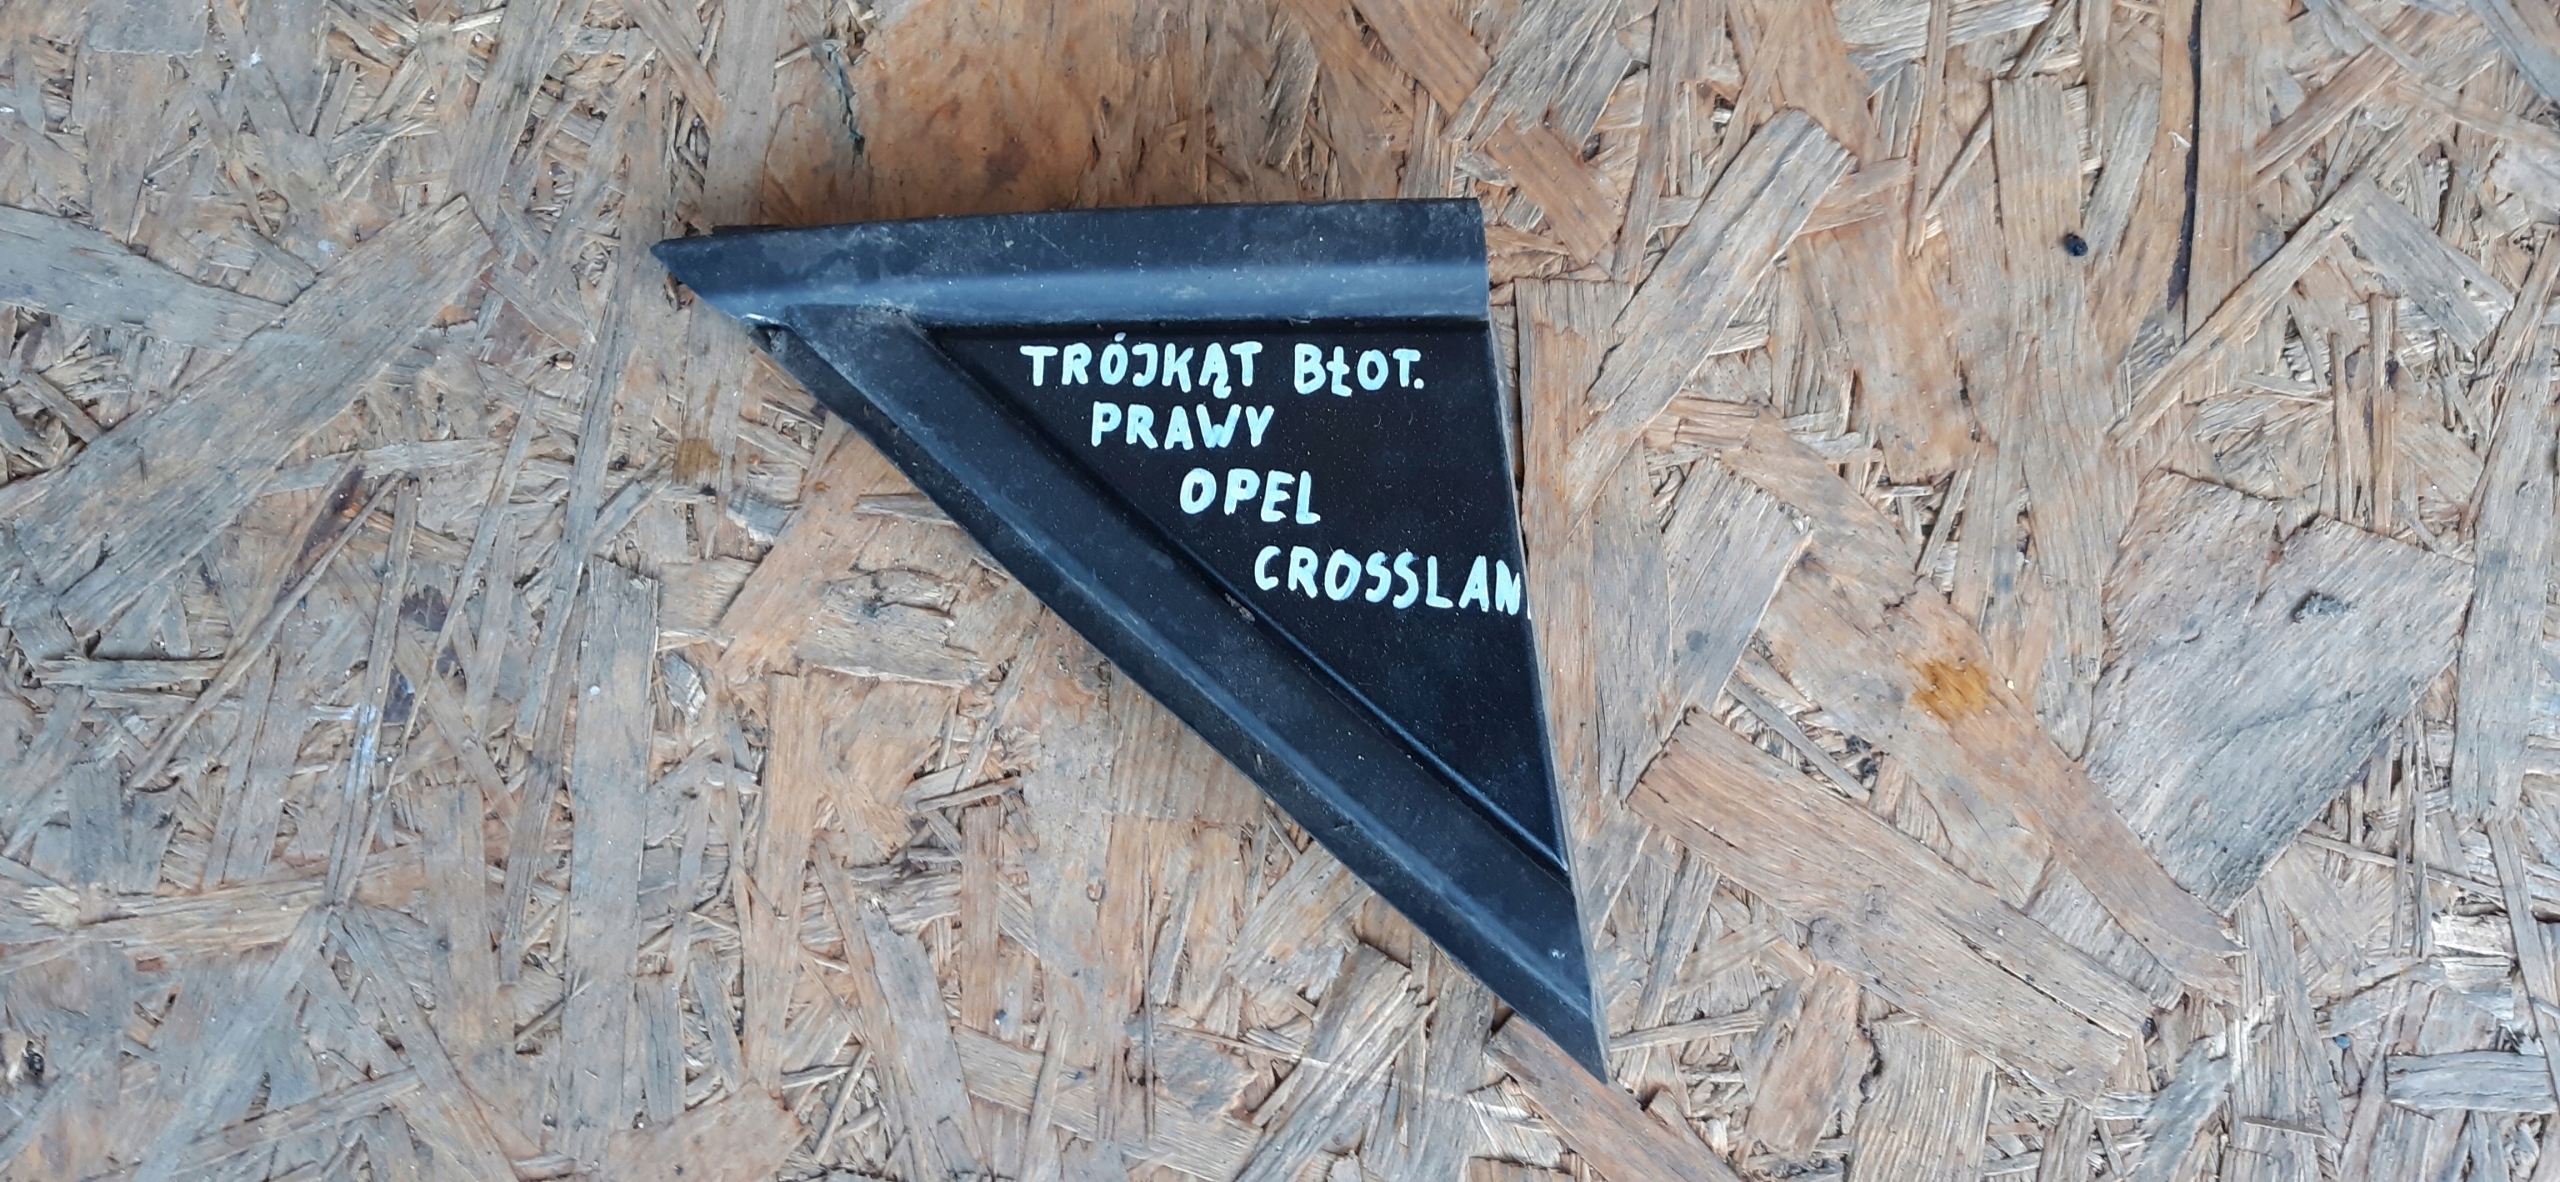 TRÓJKĄT BŁOT.
PRAWY
OPEL
CROSSLAN